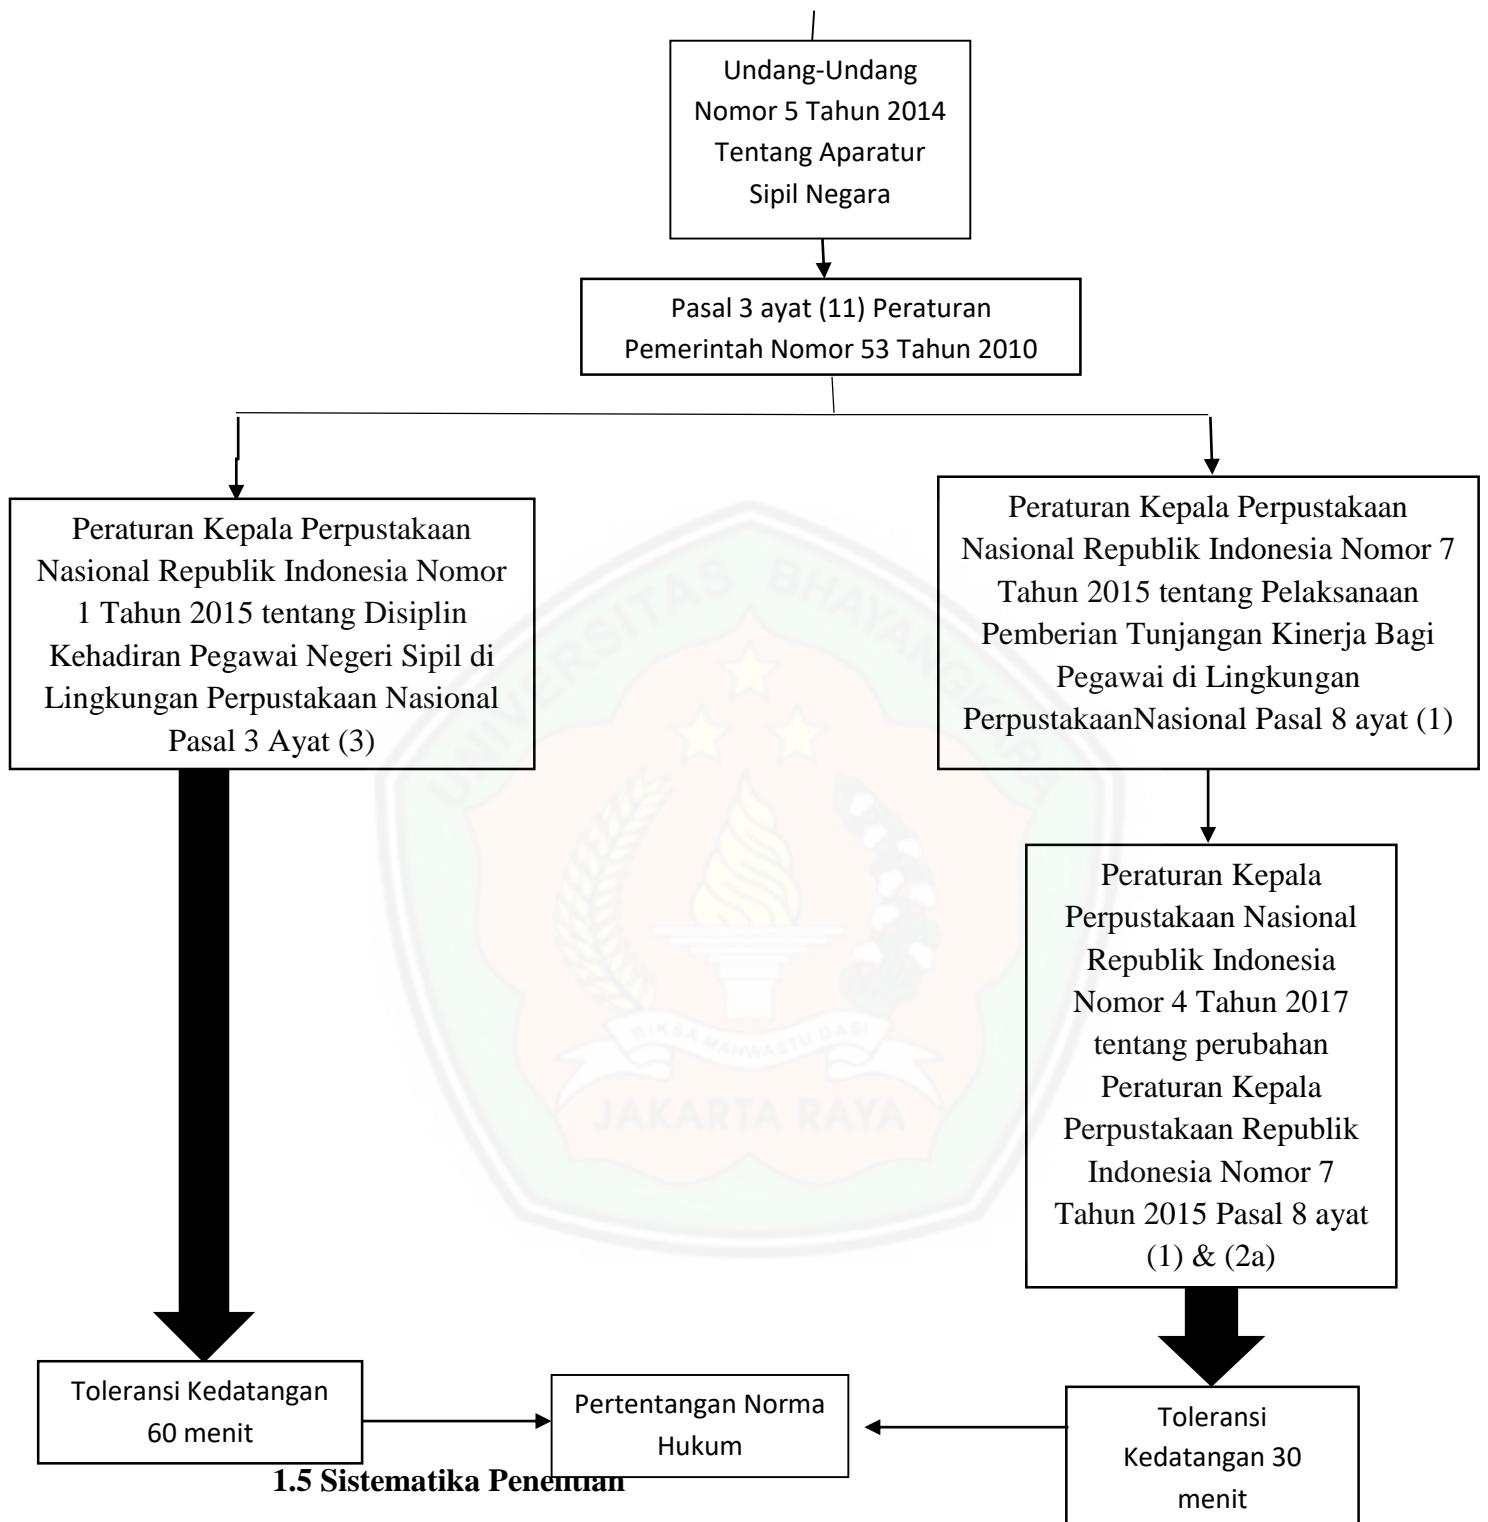 Undang-Undang
Nomor 5 Tahun 2014
Tentang Aparatur
Sipil Negara
Pasal 3 ayat (11) Peraturan
Pemerintah Nomor 53 Tahun 2010
Peraturan Kepala Perpustakaan
Nasional Republik Indonesia Nomor
1 Tahun 2015 tentang Disiplin
Kehadiran Pegawai Negeri Sipil di
Lingkungan Perpustakaan Nasional
Pasal 3 Ayat (3)
Peraturan Kepala Perpustakaan
Nasional Republik Indonesia Nomor 7
Tahun 2015 tentang Pelaksanaan
Pemberian Tunjangan Kinerja Bagi
Pegawai di Lingkungan
PerpustakaanNasional Pasal 8 ayat (1)
Peraturan Kepala
Perpustakaan Nasional
Republik Indonesia
Nomor 4 Tahun 2017
tentang perubahan
Peraturan Kepala
Perpustakaan Republik
Indonesia Nomor 7
Tahun 2015 Pasal 8 ayat
(1) & (2a)
UNIVERSITAS BHAYANGKARA
BIKSA MAHWASTU DASI
JAKARTA RAYA
Toleransi Kedatangan
60 menit
Pertentangan Norma
Hukum
Toleransi
Kedatangan 30
menit
1.5 Sistematika Penelitian